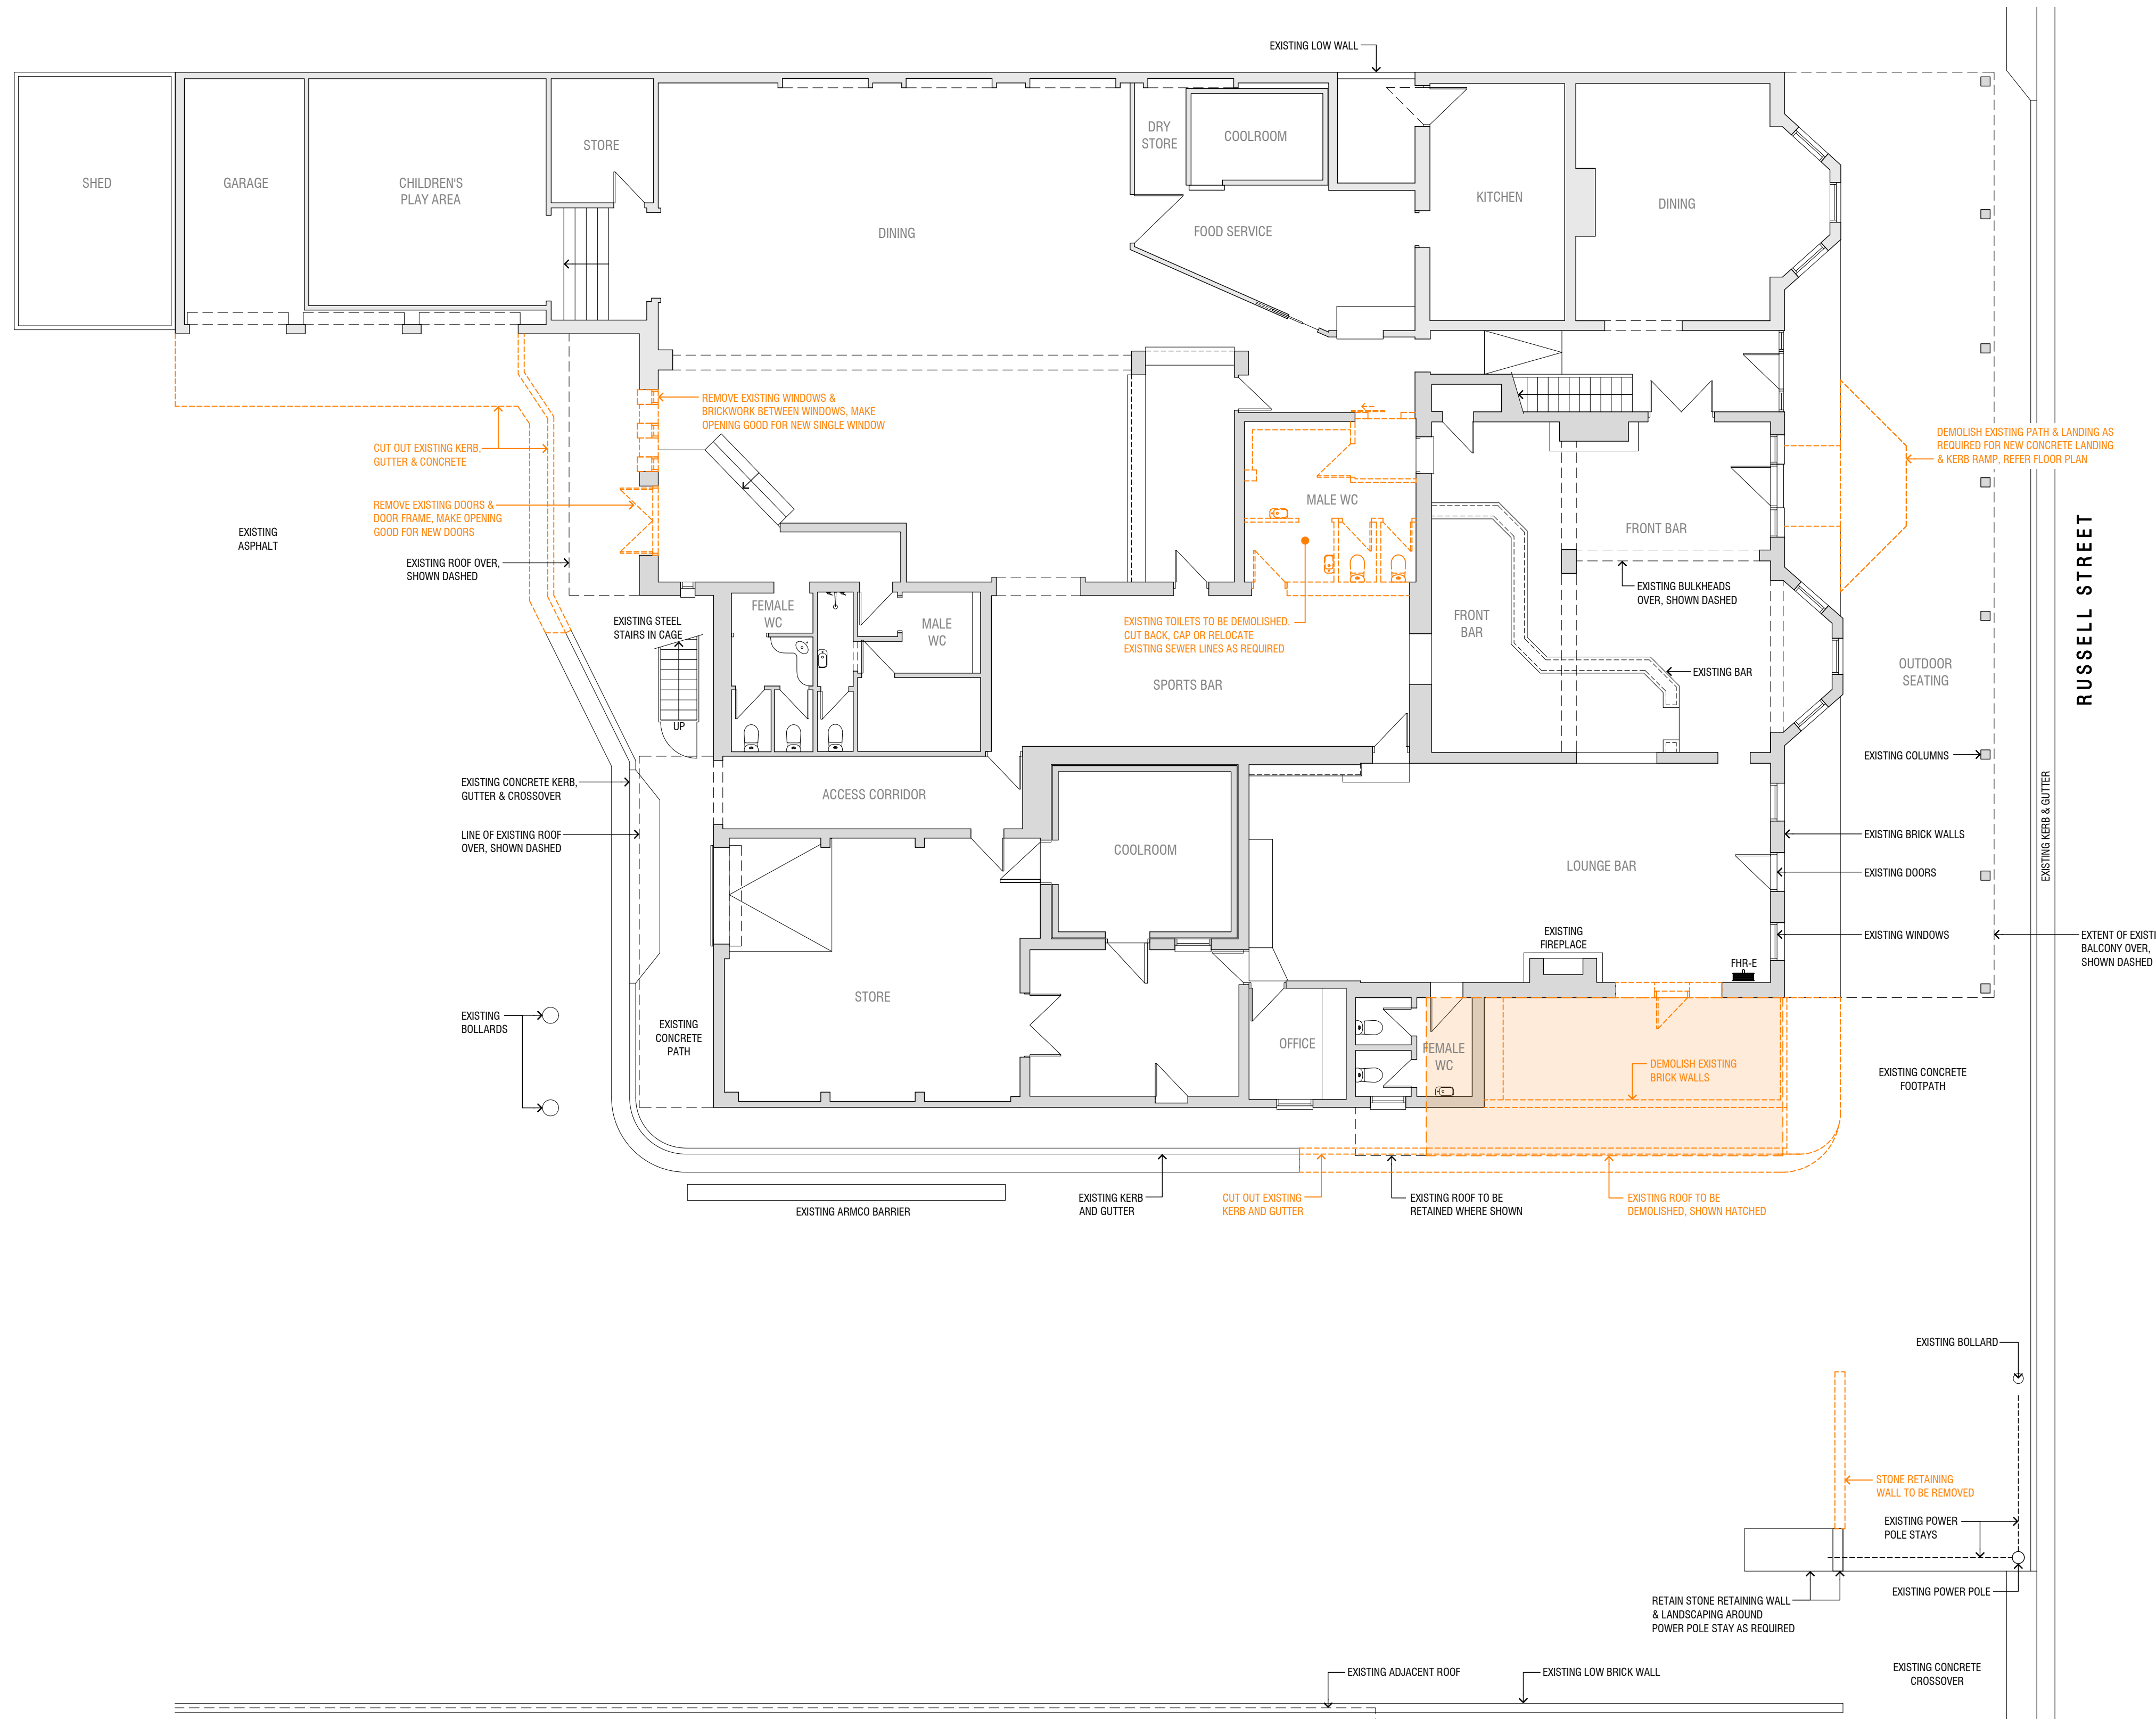 EXISTING LOW WALL
SHED
GARAGE
CHILDREN'S
PLAY AREA
STORE
DINING
DRY
STORE
COOLROOM
FOOD SERVICE
KITCHEN
DINING
REMOVE EXISTING WINDOWS &
BRICKWORK BETWEEN WINDOWS, MAKE
OPENING GOOD FOR NEW SINGLE WINDOW
CUT OUT EXISTING KERB,
GUTTER & CONCRETE
REMOVE EXISTING DOORS &
DOOR FRAME, MAKE OPENING
GOOD FOR NEW DOORS
EXISTING
ASPHALT
EXISTING ROOF OVER,
SHOWN DASHED
DEMOLISH EXISTING PATH & LANDING AS
REQUIRED FOR NEW CONCRETE LANDING
& KERB RAMP, REFER FLOOR PLAN
MALE WC
FRONT BAR
EXISTING BULKHEADS
OVER, SHOWN DASHED
FRONT
BAR
RUSSELL STREET
EXISTING STEEL
STAIRS IN CAGE
UP
FEMALE
WC
MALE
WC
EXISTING TOILETS TO BE DEMOLISHED.
CUT BACK, CAP OR RELOCATE
EXISTING SEWER LINES AS REQUIRED
SPORTS BAR
EXISTING BAR
OUTDOOR
SEATING
EXISTING COLUMNS
EXISTING KERB & GUTTER
EXISTING CONCRETE KERB,
GUTTER & CROSSOVER
ACCESS CORRIDOR
LINE OF EXISTING ROOF
OVER, SHOWN DASHED
COOLROOM
LOUNGE BAR
EXISTING BRICK WALLS
EXISTING DOORS
EXISTING WINDOWS
EXISTING
FIREPLACE
FHR-E
EXTENT OF EXISTI
BALCONY OVER,
SHOWN DASHED
STORE
EXISTING
BOLLARDS
EXISTING
CONCRETE
PATH
OFFICE
FEMALE
WC
DEMOLISH EXISTING
BRICK WALLS
EXISTING CONCRETE
FOOTPATH
EXISTING ARMCO BARRIER
EXISTING KERB
AND GUTTER
CUT OUT EXISTING
KERB AND GUTTER
EXISTING ROOF TO BE
RETAINED WHERE SHOWN
EXISTING ROOF TO BE
DEMOLISHED, SHOWN HATCHED
EXISTING BOLLARD
STONE RETAINING
WALL TO BE REMOVED
EXISTING POWER
POLE STAYS
EXISTING POWER POLE
RETAIN STONE RETAINING WALL
& LANDSCAPING AROUND
POWER POLE STAY AS REQUIRED
EXISTING ADJACENT ROOF
EXISTING LOW BRICK WALL
EXISTING CONCRETE
CROSSOVER